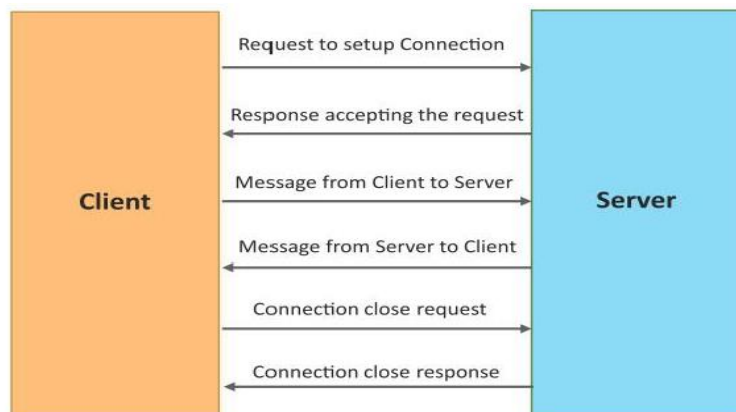 Request to setup Connection
Response accepting the request
Message from Client to Server
Client
Server
Message from Server to Client
Connection close request
Connection close response